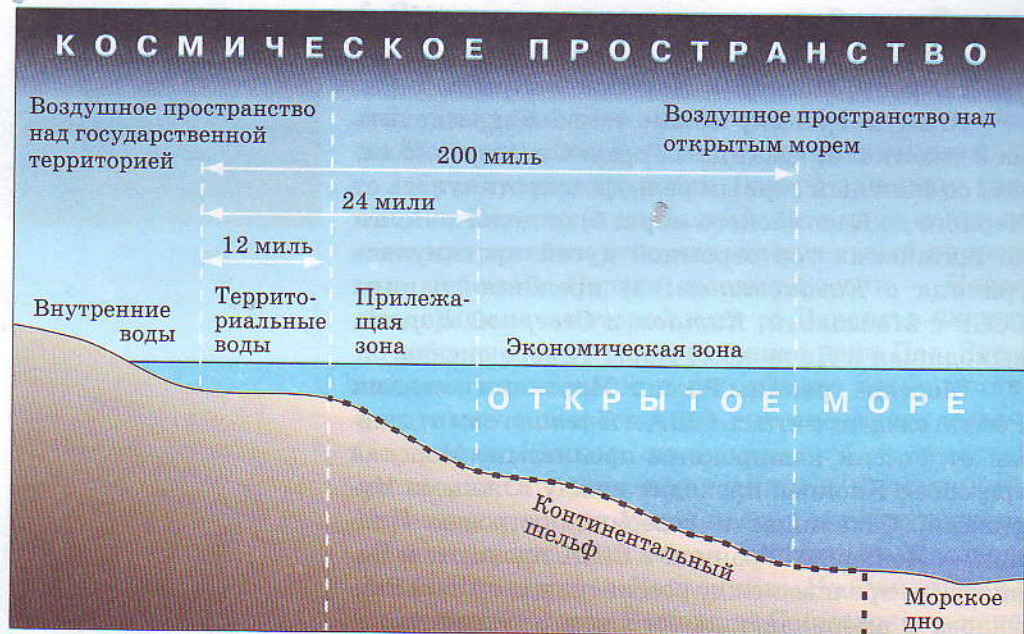 КОСМИЧЕСКОЕ ПРОСТРАНСТВО
Воздушное пространство
над государственной
территорией
Воздушное пространство над
открытым морем
200 миль
24 мили
12 миль
Внутренние
воды
Террито-
риальные
воды
Прилежа-
щая
зона
Экономическая зона
ОТКРЫТОЕ МОРЕ
Континентальный
шельф
Морское
дно